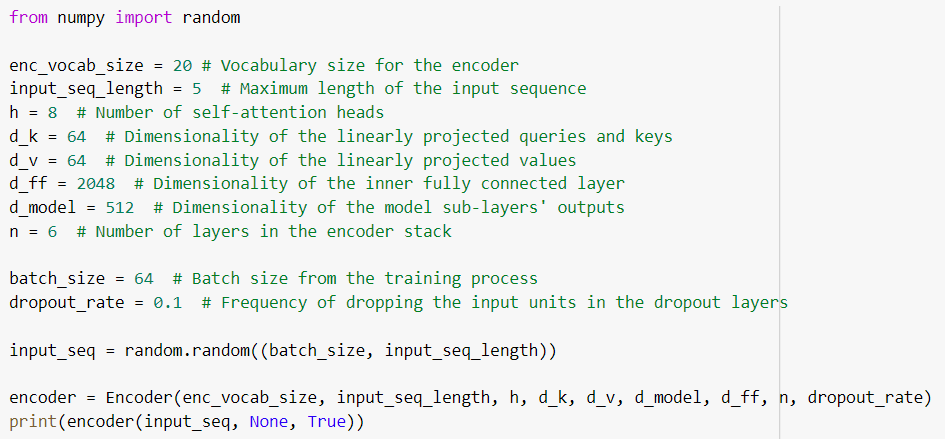 from numpy import random
enc_vocab_size = 20 # Vocabulary size for the encoder
input_seq_length = 5  # Maximum length of the input sequence
h = 8  # Number of self-attention heads
d_k = 64  # Dimensionality of the linearly projected queries and keys
d_v = 64  # Dimensionality of the linearly projected values
d_ff = 2048  # Dimensionality of the inner fully connected layer
d_model = 512  # Dimensionality of the model sub-layers' outputs
n = 6  # Number of layers in the encoder stack
batch_size = 64  # Batch size from the training process
dropout_rate = 0.1  # Frequency of dropping the input units in the dropout layers
input_seq = random.random((batch_size, input_seq_length))
encoder = Encoder(enc_vocab_size, input_seq_length, h, d_k, d_v, d_model, d_ff, n, dropout_rate)
print(encoder(input_seq, None, True))